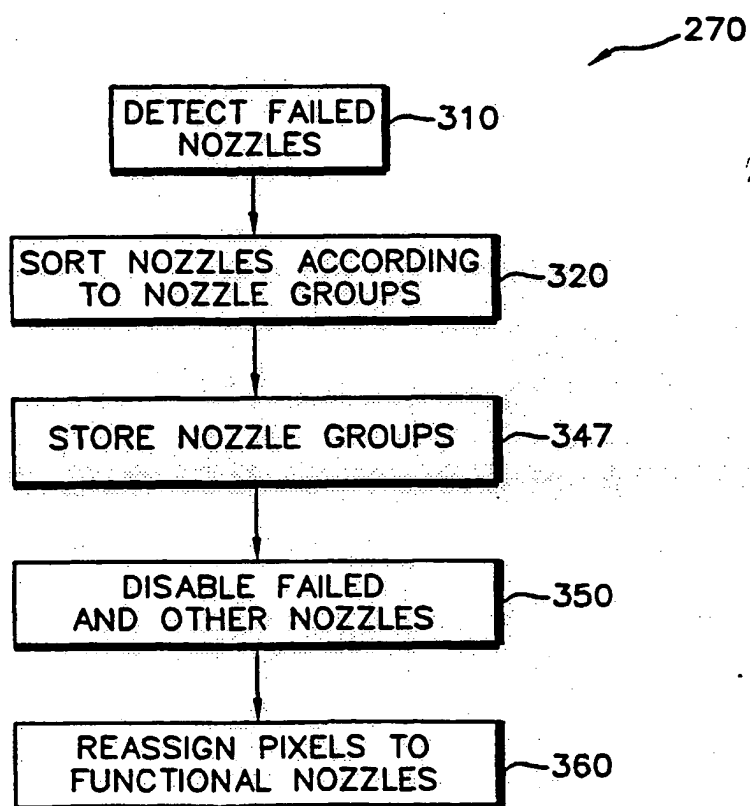 270
DETECT FAILED
NOZZLES
310
SORT NOZZLES ACCORDING
TO NOZZLE GROUPS
320
STORE NOZZLE GROUPS
347
DISABLE FAILED
AND OTHER NOZZLES
350
REASSIGN PIXELS TO
FUNCTIONAL NOZZLES
360